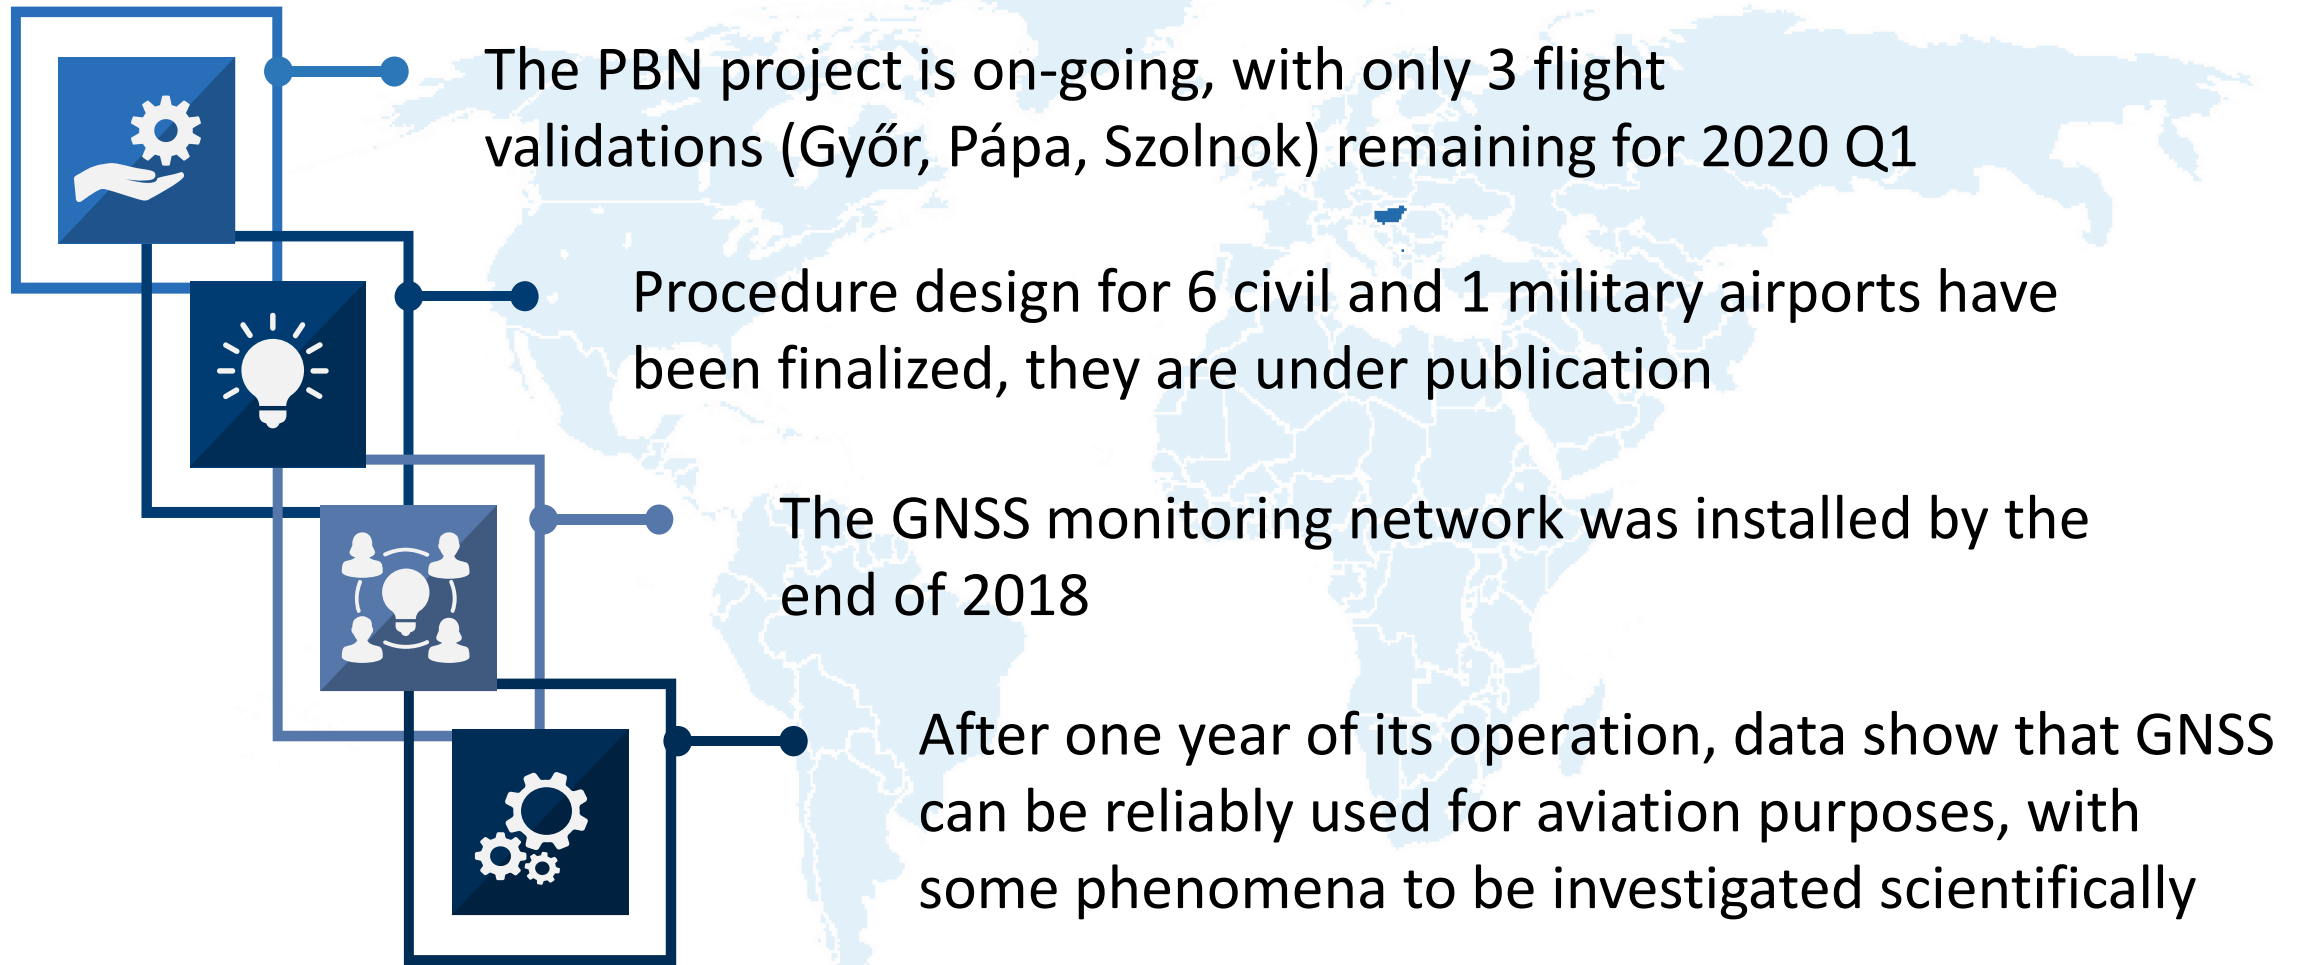 The PBN project is on-going, with only 3 flight
validations (Győr, Pápa, Szolnok) remaining for 2020 Q1
Procedure design for 6 civil and 1 military airports have
been finalized, they are under publication
The GNSS monitoring network was installed by the
end of 2018
After one year of its operation, data show that GNSS
can be reliably used for aviation purposes, with
some phenomena to be investigated scientifically